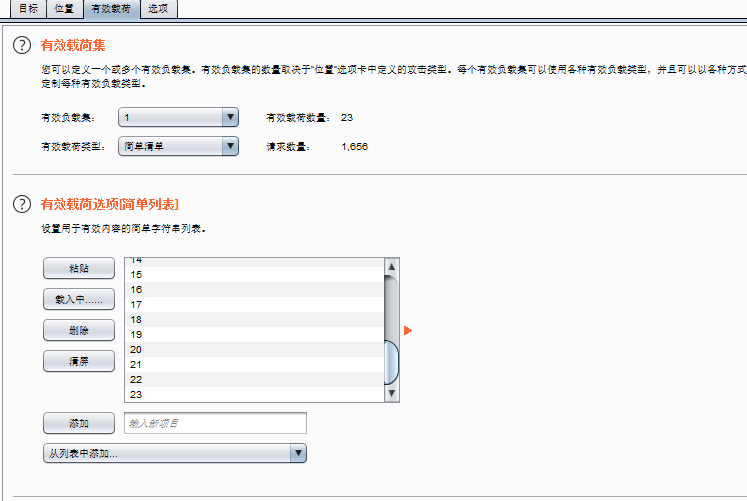 目标 位置 有效载荷 选项
? 有效载荷集
您可以定义一个或多个有效负载集。有效负载集的数量取决于“位置”选项卡中定义的攻击类型。每个有效负载集可以使用各种有效负载类型，并且可以以各种方式
定制每种有效负载类型。
有效负载集： 1 有效载荷数量： 23
有效载荷类型： 简单清单 请求数量： 1,656
? 有效载荷选项[简单列表]
设置用于有效内容的简单字符串列表。
粘贴
载入中......
删除
清屏
14
15
16
17
18
19
20
21
22
23
添加 输入新项目
从列表中添加...